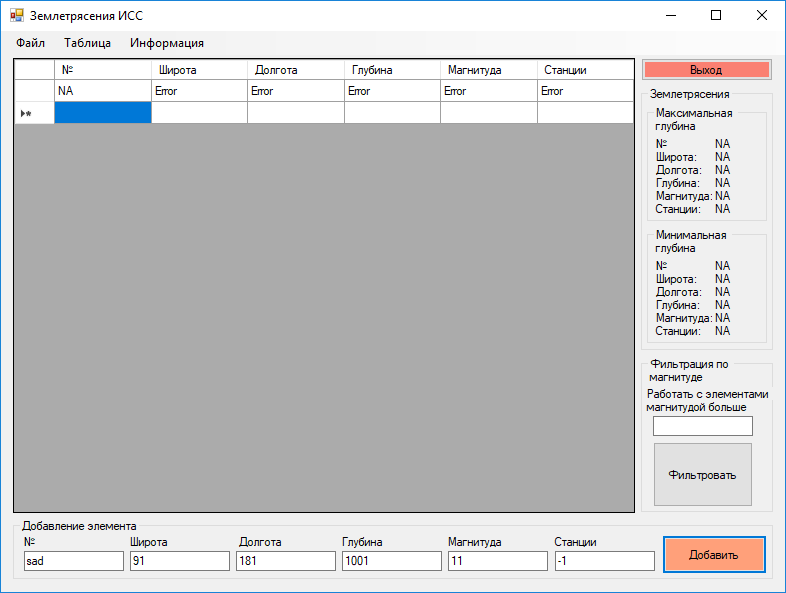 Землетрясения ИСС
Файл Таблица Информация
№ Широта Долгота Глубина Магнитуда Станции
NA Error Error Error Error Error
Выход
Землетрясения
Максимальная
глубина
№ NA
Широта: NA
Долгота: NA
Глубина: NA
Магнитуда: NA
Станции: NA
Минимальная
глубина
№ NA
Широта: NA
Долгота: NA
Глубина: NA
Магнитуда: NA
Станции: NA
Фильтрация по
магнитуде
Работать с элементами
магнитудой больше
Фильтровать
Добавление элемента
№ Широта Долгота Глубина Магнитуда Станции
sad 91 181 1001 11 -1
Добавить